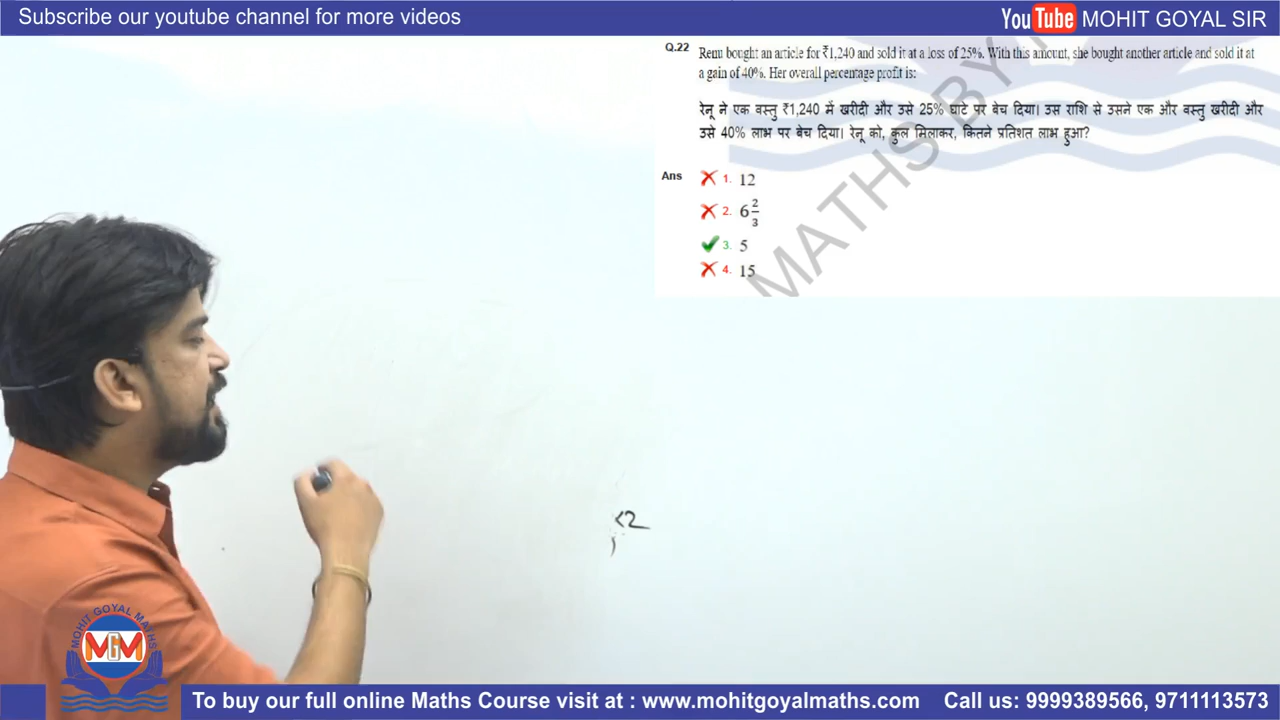 Subscribe our youtube channel for more videos
YouTube MOHIT GOYAL SIR
Q.22 Renu bought an article for ₹1,240 and sold it at a loss of 25%. With this amount, she bought another article and sold it at
a gain of 40%. Her overall percentage profit is:
रेनू ने एक वस्तु ₹1,240 में खरीदी और उसे 25% घाटे पर बेच दिया। उस राशि से उसने एक और वस्तु खरीदी और
उसे 40% लाभ पर बेच दिया। रेनू को, कुल मिलाकर, कितने प्रतिशत लाभ हुआ?
Ans 1. 12
2. 6 2/3
3. 5
4. 15
MATHS BY
MOHIT GOYAL MATHS
MGM
To buy our full online Maths Course visit at : www.mohitgoyalmaths.com Call us: 9999389566, 9711113573